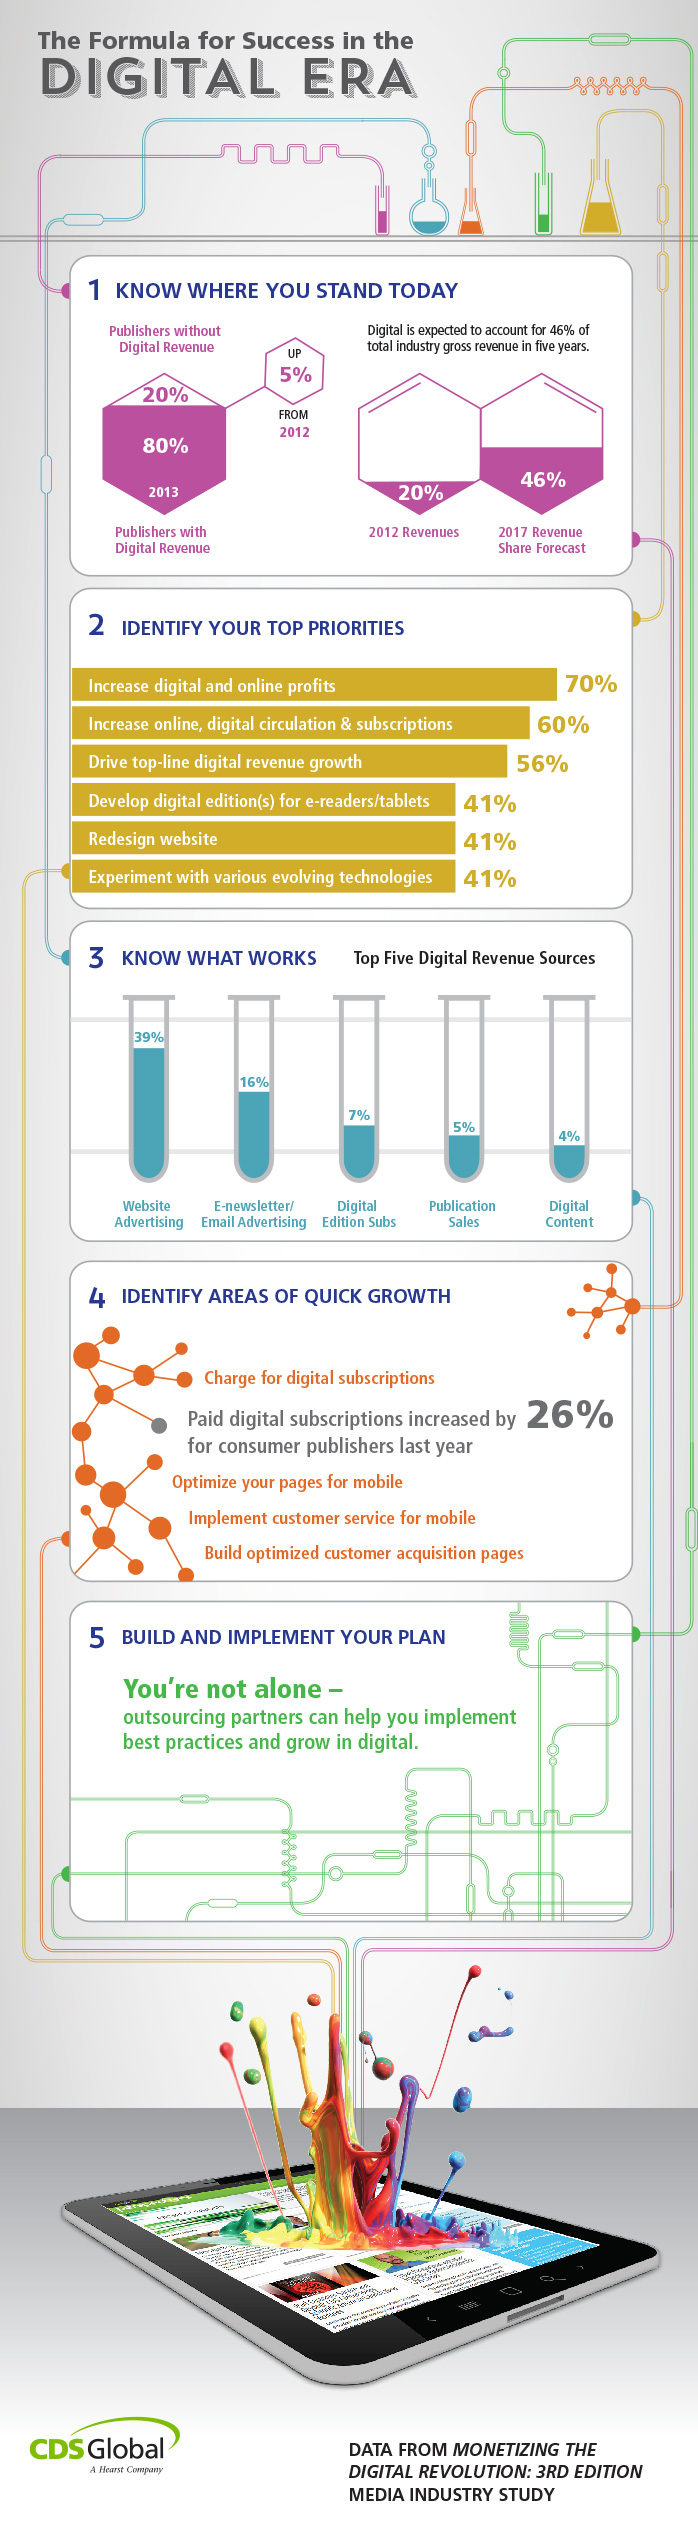 The Formula for Success in the
DIGITAL ERA
1 KNOW WHERE YOU STAND TODAY
Publishers without
Digital Revenue
20%
80%
2013
Publishers with
Digital Revenue
UP
5%
FROM
2012
Digital is expected to account for 46% of
total industry gross revenue in five years.
20%
46%
2012 Revenues
2017 Revenue
Share Forecast
2 IDENTIFY YOUR TOP PRIORITIES
Increase digital and online profits 70%
Increase online, digital circulation & subscriptions 60%
Drive top-line digital revenue growth 56%
Develop digital edition(s) for e-readers/tablets 41%
Redesign website 41%
Experiment with various evolving technologies 41%
3 KNOW WHAT WORKS Top Five Digital Revenue Sources
39%
16%
7%
5%
4%
Website
Advertising
E-newsletter/
Email Advertising
Digital
Edition Subs
Publication
Sales
Digital
Content
4 IDENTIFY AREAS OF QUICK GROWTH
Charge for digital subscriptions
Paid digital subscriptions increased by 26%
for consumer publishers last year
Optimize your pages for mobile
Implement customer service for mobile
Build optimized customer acquisition pages
5 BUILD AND IMPLEMENT YOUR PLAN
You're not alone –
outsourcing partners can help you implement
best practices and grow in digital.
CDS Global
A Hearst Company
DATA FROM MONETIZING THE
DIGITAL REVOLUTION: 3RD EDITION
MEDIA INDUSTRY STUDY